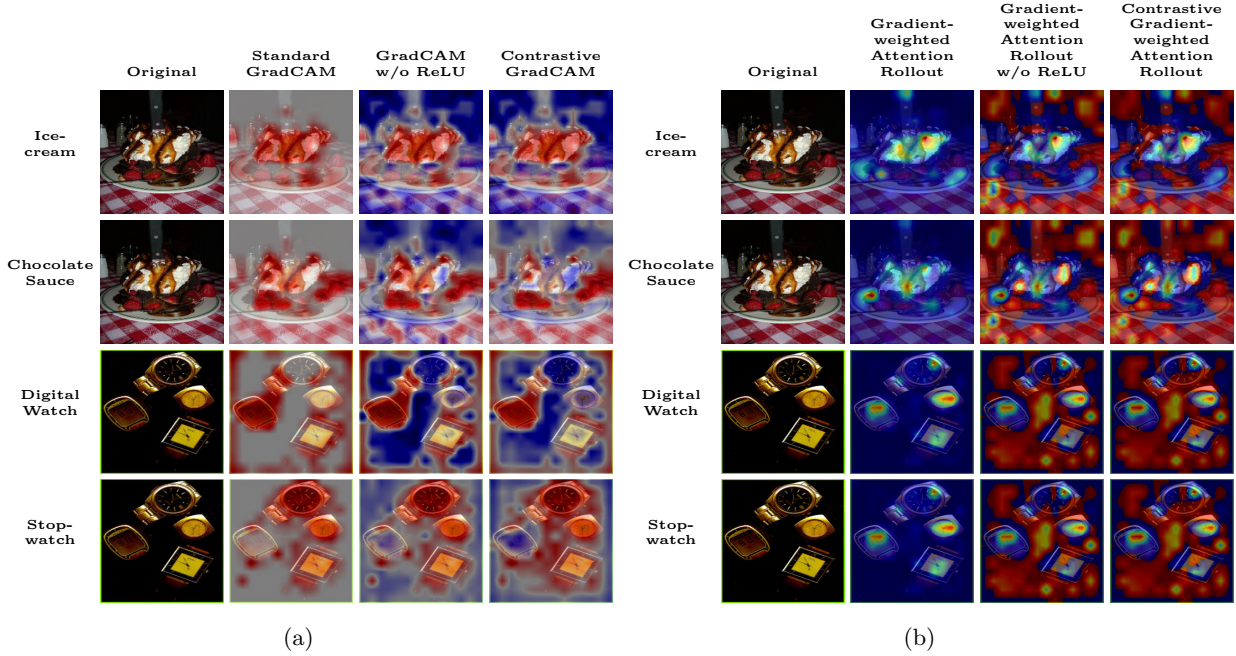 Original
Standard
GradCAM
GradCAM
w/o ReLU
Contrastive
GradCAM
Ice-
cream
Chocolate
Sauce
Digital
Watch
Stop-
watch
(a)
Original
Gradient-
weighted
Attention
Rollout
Gradient-
weighted
Attention
Rollout
w/o ReLU
Contrastive
Gradient-
weighted
Attention
Rollout
Ice-
cream
Chocolate
Sauce
Digital
Watch
Stop-
watch
(b)